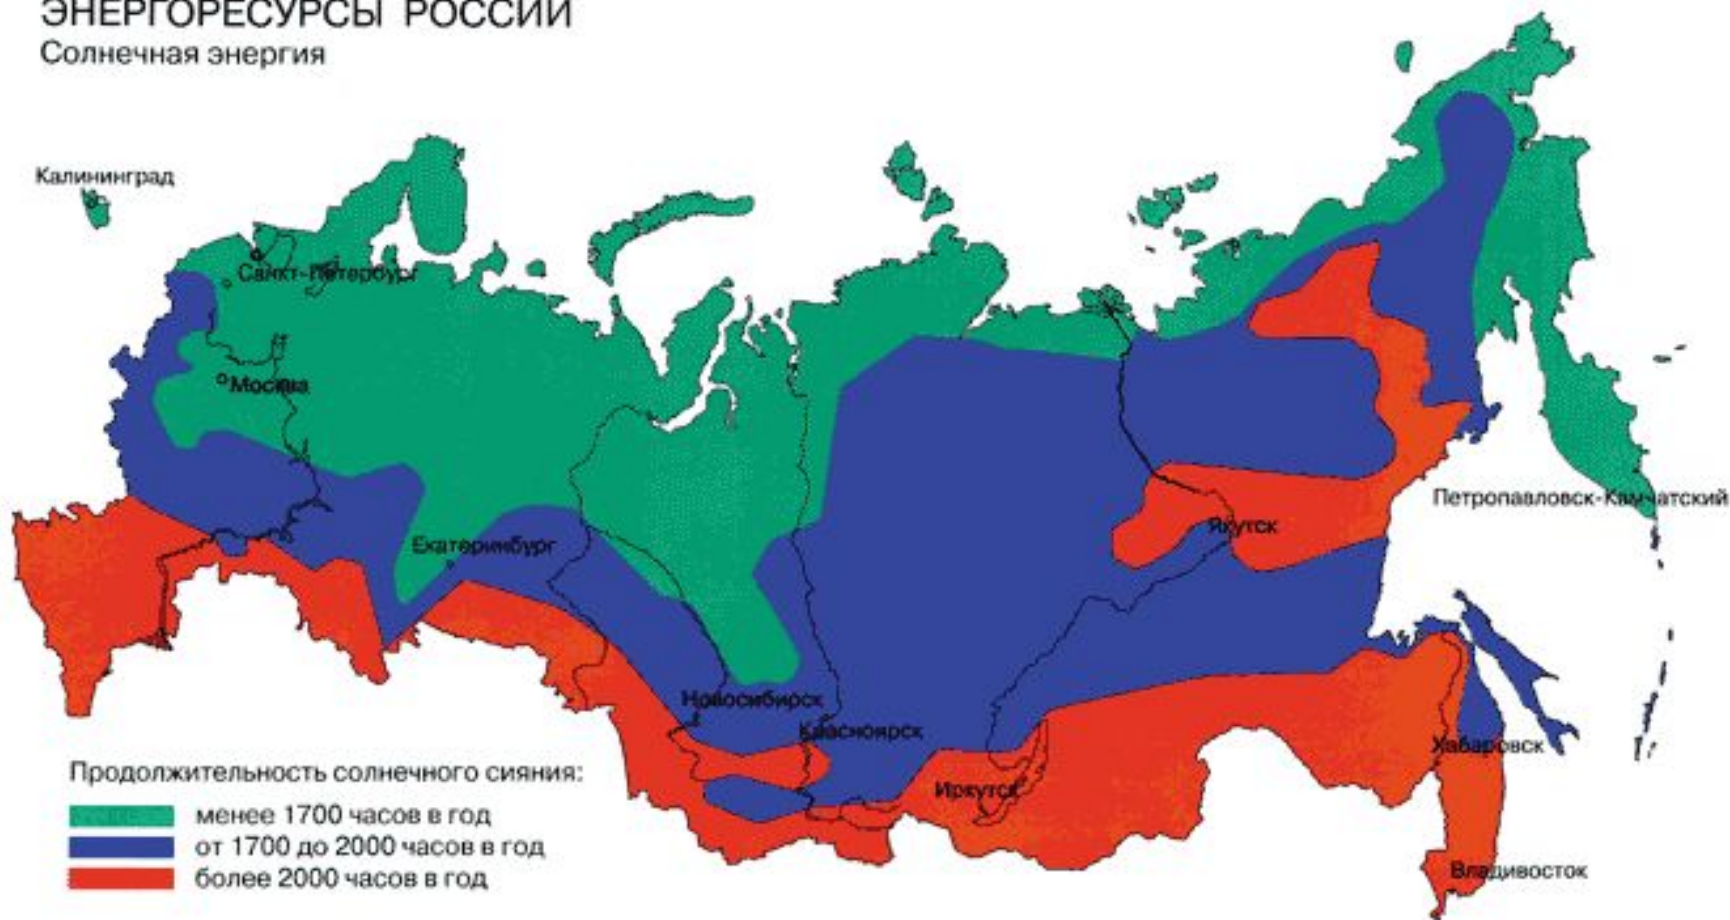 ЭНЕРГОРЕСУРСЫ РОССИИ
Солнечная энергия
Калининград
Санкт-Петербург
Москва
Петропавловск-Камчатский
Якутск
Екатеринбург
Новосибирск
Красноярск
Хабаровск
Иркутск
Владивосток
Продолжительность солнечного сияния:
менее 1700 часов в год
от 1700 до 2000 часов в год
более 2000 часов в год